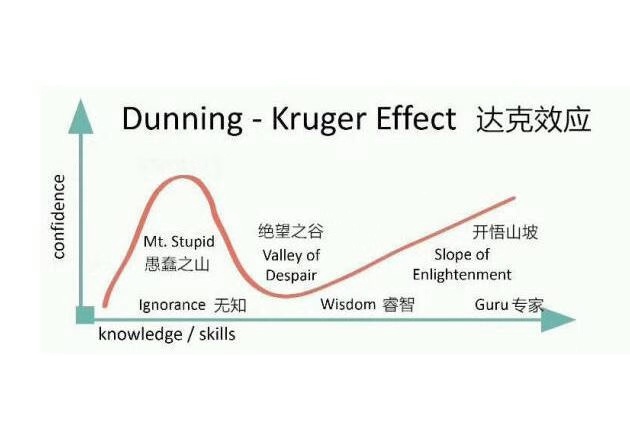 Dunning - Kruger Effect 达克效应
confidence
Mt. Stupid
愚蠢之山
绝望之谷
Valley of
Despair
开悟山坡
Slope of
Enlightenment
Ignorance 无知
Wisdom 睿智
Guru 专家
knowledge / skills